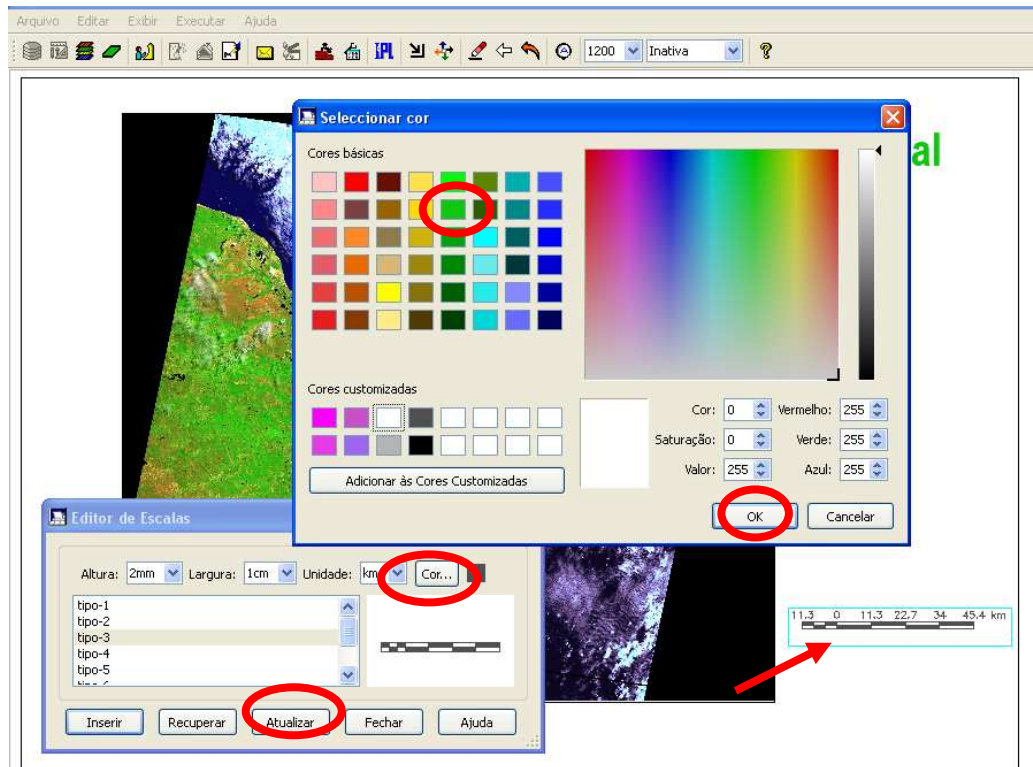 Arquivo Editar Exibir Executar Ajuda
IPL 1200 Inativa
Seleccionar cor
al
Cores básicas
Cores customizadas
Cor: 0 Vermelho: 255
Saturação: 0 Verde: 255
Valor: 255 Azul: 255
Adicionar às Cores Customizadas
OK Cancelar
Editor de Escalas
Altura: 2mm Largura: 1cm Unidade: km Cor...
tipo-1
tipo-2
tipo-3
tipo-4
tipo-5
11.3 0 11.3 22.7 34 45.4 km
Inserir Recuperar Atualizar Fechar Ajuda